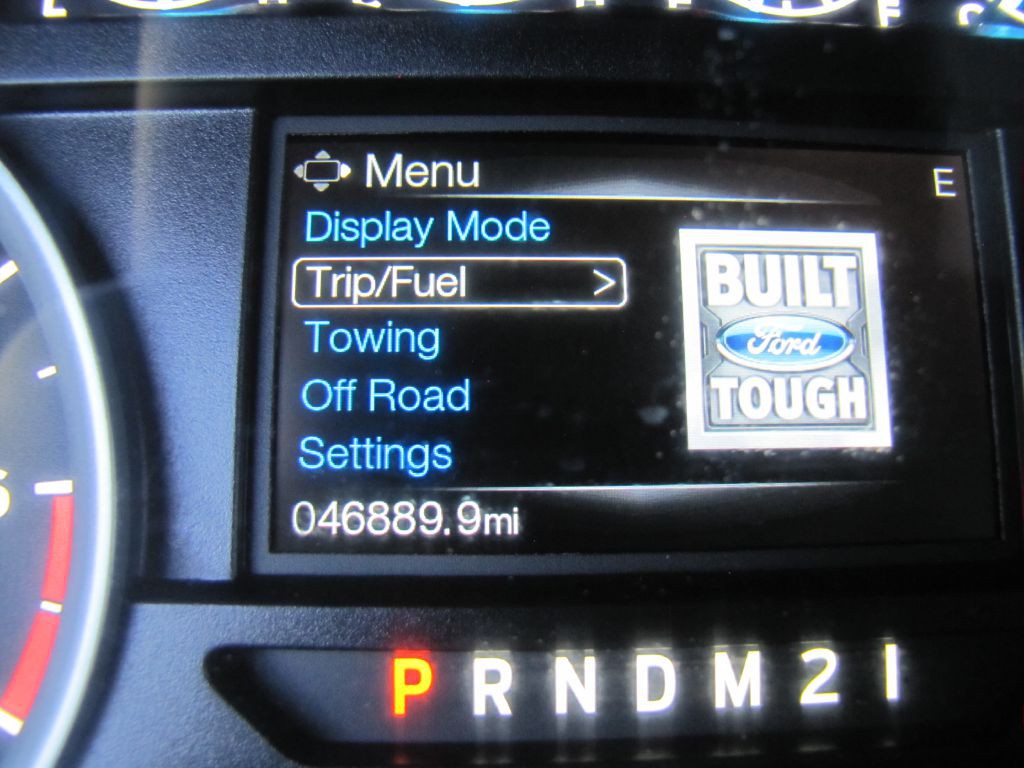 L H C H E F C
Menu
E
Display Mode
Trip/Fuel >
Towing
Off Road
Settings
BUILT
Ford
TOUGH
046889.9mi
P R N D M 2 1